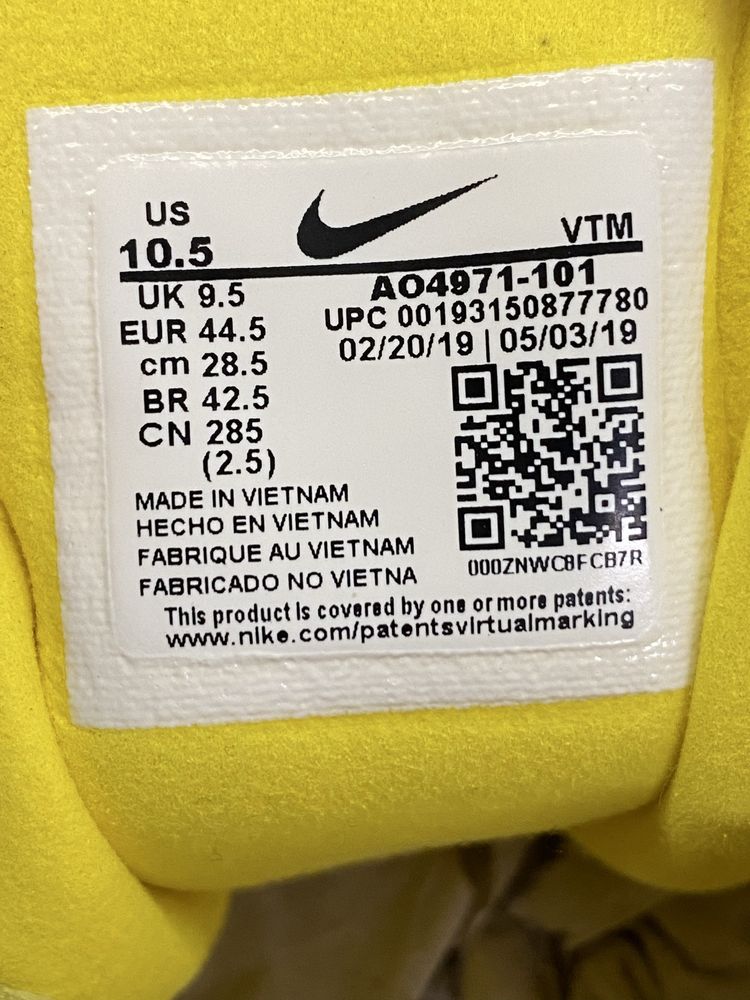 US
10.5
VTM
UK 9.5
EUR 44.5
cm 28.5
BR 42.5
CN 285
(2.5)
AO4971-101
UPC 00193150877780
02/20/19 | 05/03/19
000ZNWC8FCB7R
MADE IN VIETNAM
HECHO EN VIETNAM
FABRIQUE AU VIETNAM
FABRICADO NO VIETNA
This product is covered by one or more patents:
www.nike.com/patentsvirtualmarking